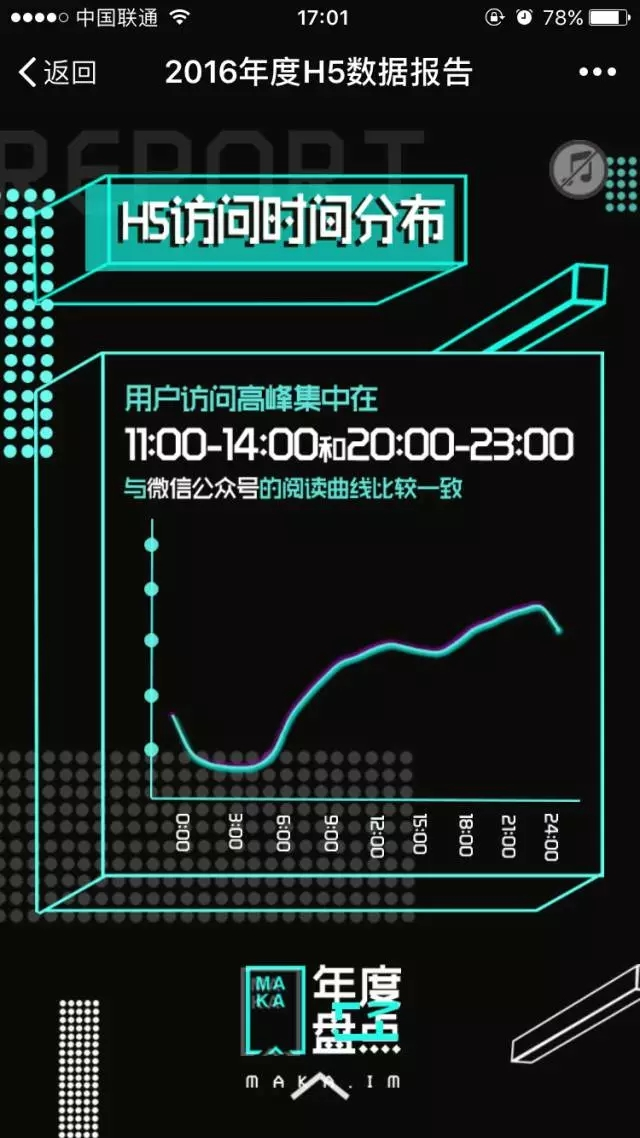 中国联通
17:01
78%
返回
2016年度H5数据报告
REPORT
H5访问时间分布
用户访问高峰集中在
11:00-14:00和20:00-23:00
与微信公众号的阅读曲线比较一致
0:00
3:00
6:00
9:00
12:00
15:00
18:00
21:00
24:00
MA
KA
年度
盘点
MAKA.IM